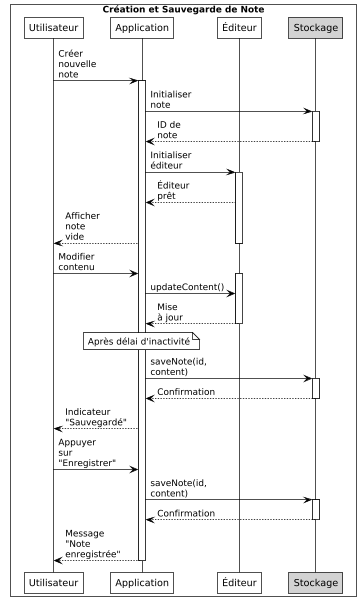 Création et Sauvegarde de Note
Utilisateur
Application
Éditeur
Stockage
Créer
nouvelle
note
Initialiser
note
ID de
note
Initialiser
éditeur
Éditeur
prêt
Afficher
note
vide
Modifier
contenu
updateContent()
Mise
à jour
Après délai d'inactivité
saveNote(id,
content)
Confirmation
Indicateur
"Sauvegardé"
Appuyer
sur
"Enregistrer"
saveNote(id,
content)
Confirmation
Message
"Note
enregistrée"
Utilisateur
Application
Éditeur
Stockage